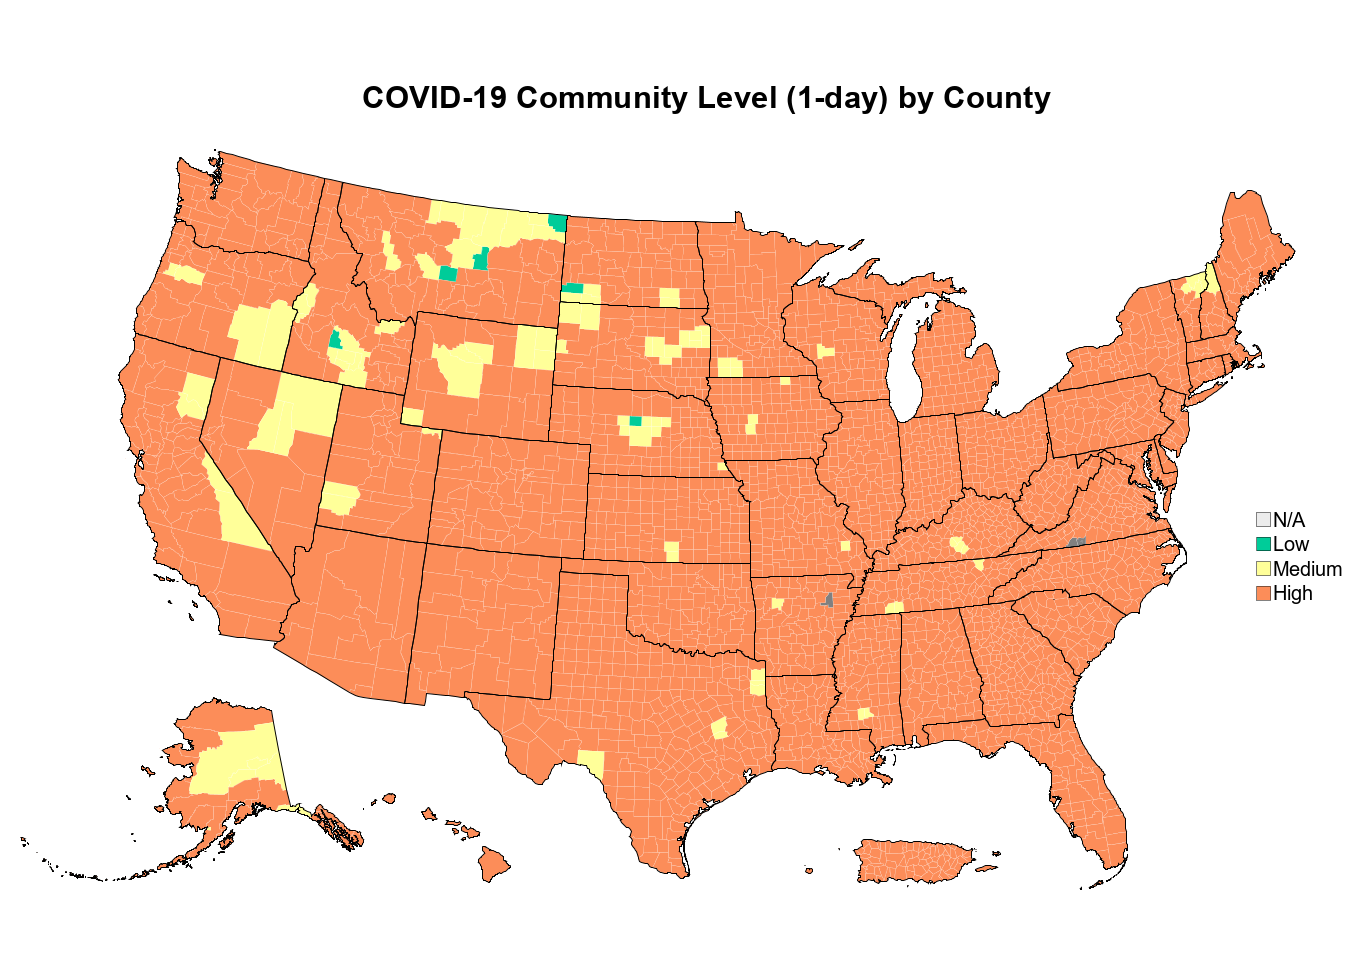 COVID-19 Community Level (1-day) by County
N/A
Low
Medium
High